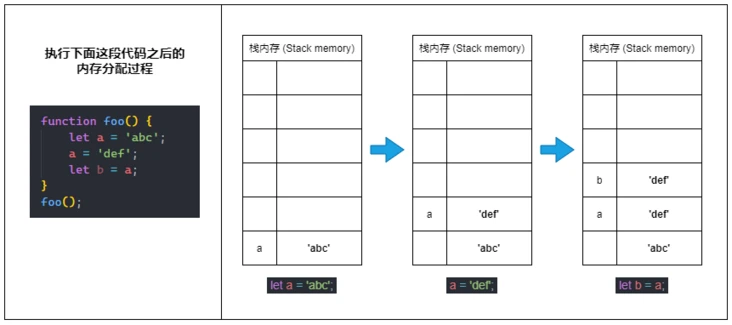 执行下面这段代码之后的
内存分配过程
function foo() {
    let a = 'abc';
    a = 'def';
    let b = a;
}
foo();
栈内存 (Stack memory)
a 'abc'
let a = 'abc';
栈内存 (Stack memory)
a 'def'
'abc'
a = 'def';
栈内存 (Stack memory)
b 'def'
a 'def'
'abc'
let b = a;